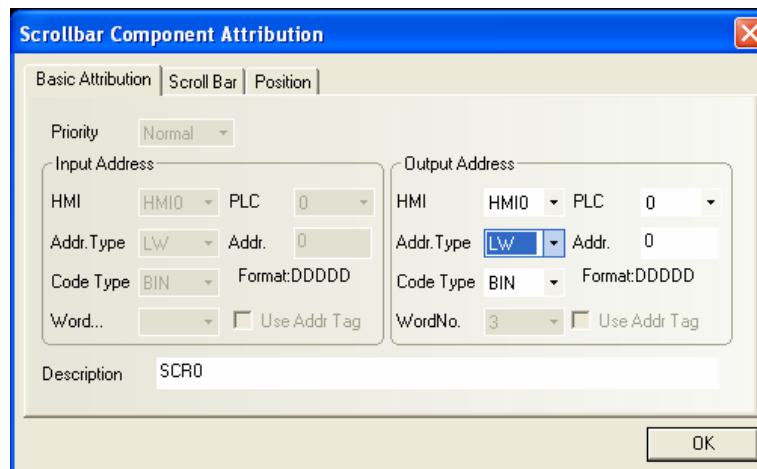 Scrollbar Component Attribution
Basic Attribution Scroll Bar Position
Priority Normal
Input Address
HMI HMI0 PLC 0
Addr.Type LW Addr. 0
Code Type BIN Format:DDDDD
Word... Use Addr Tag
Output Address
HMI HMI0 PLC 0
Addr.Type LW Addr. 0
Code Type BIN Format:DDDDD
WordNo. 3 Use Addr Tag
Description SCR0
OK